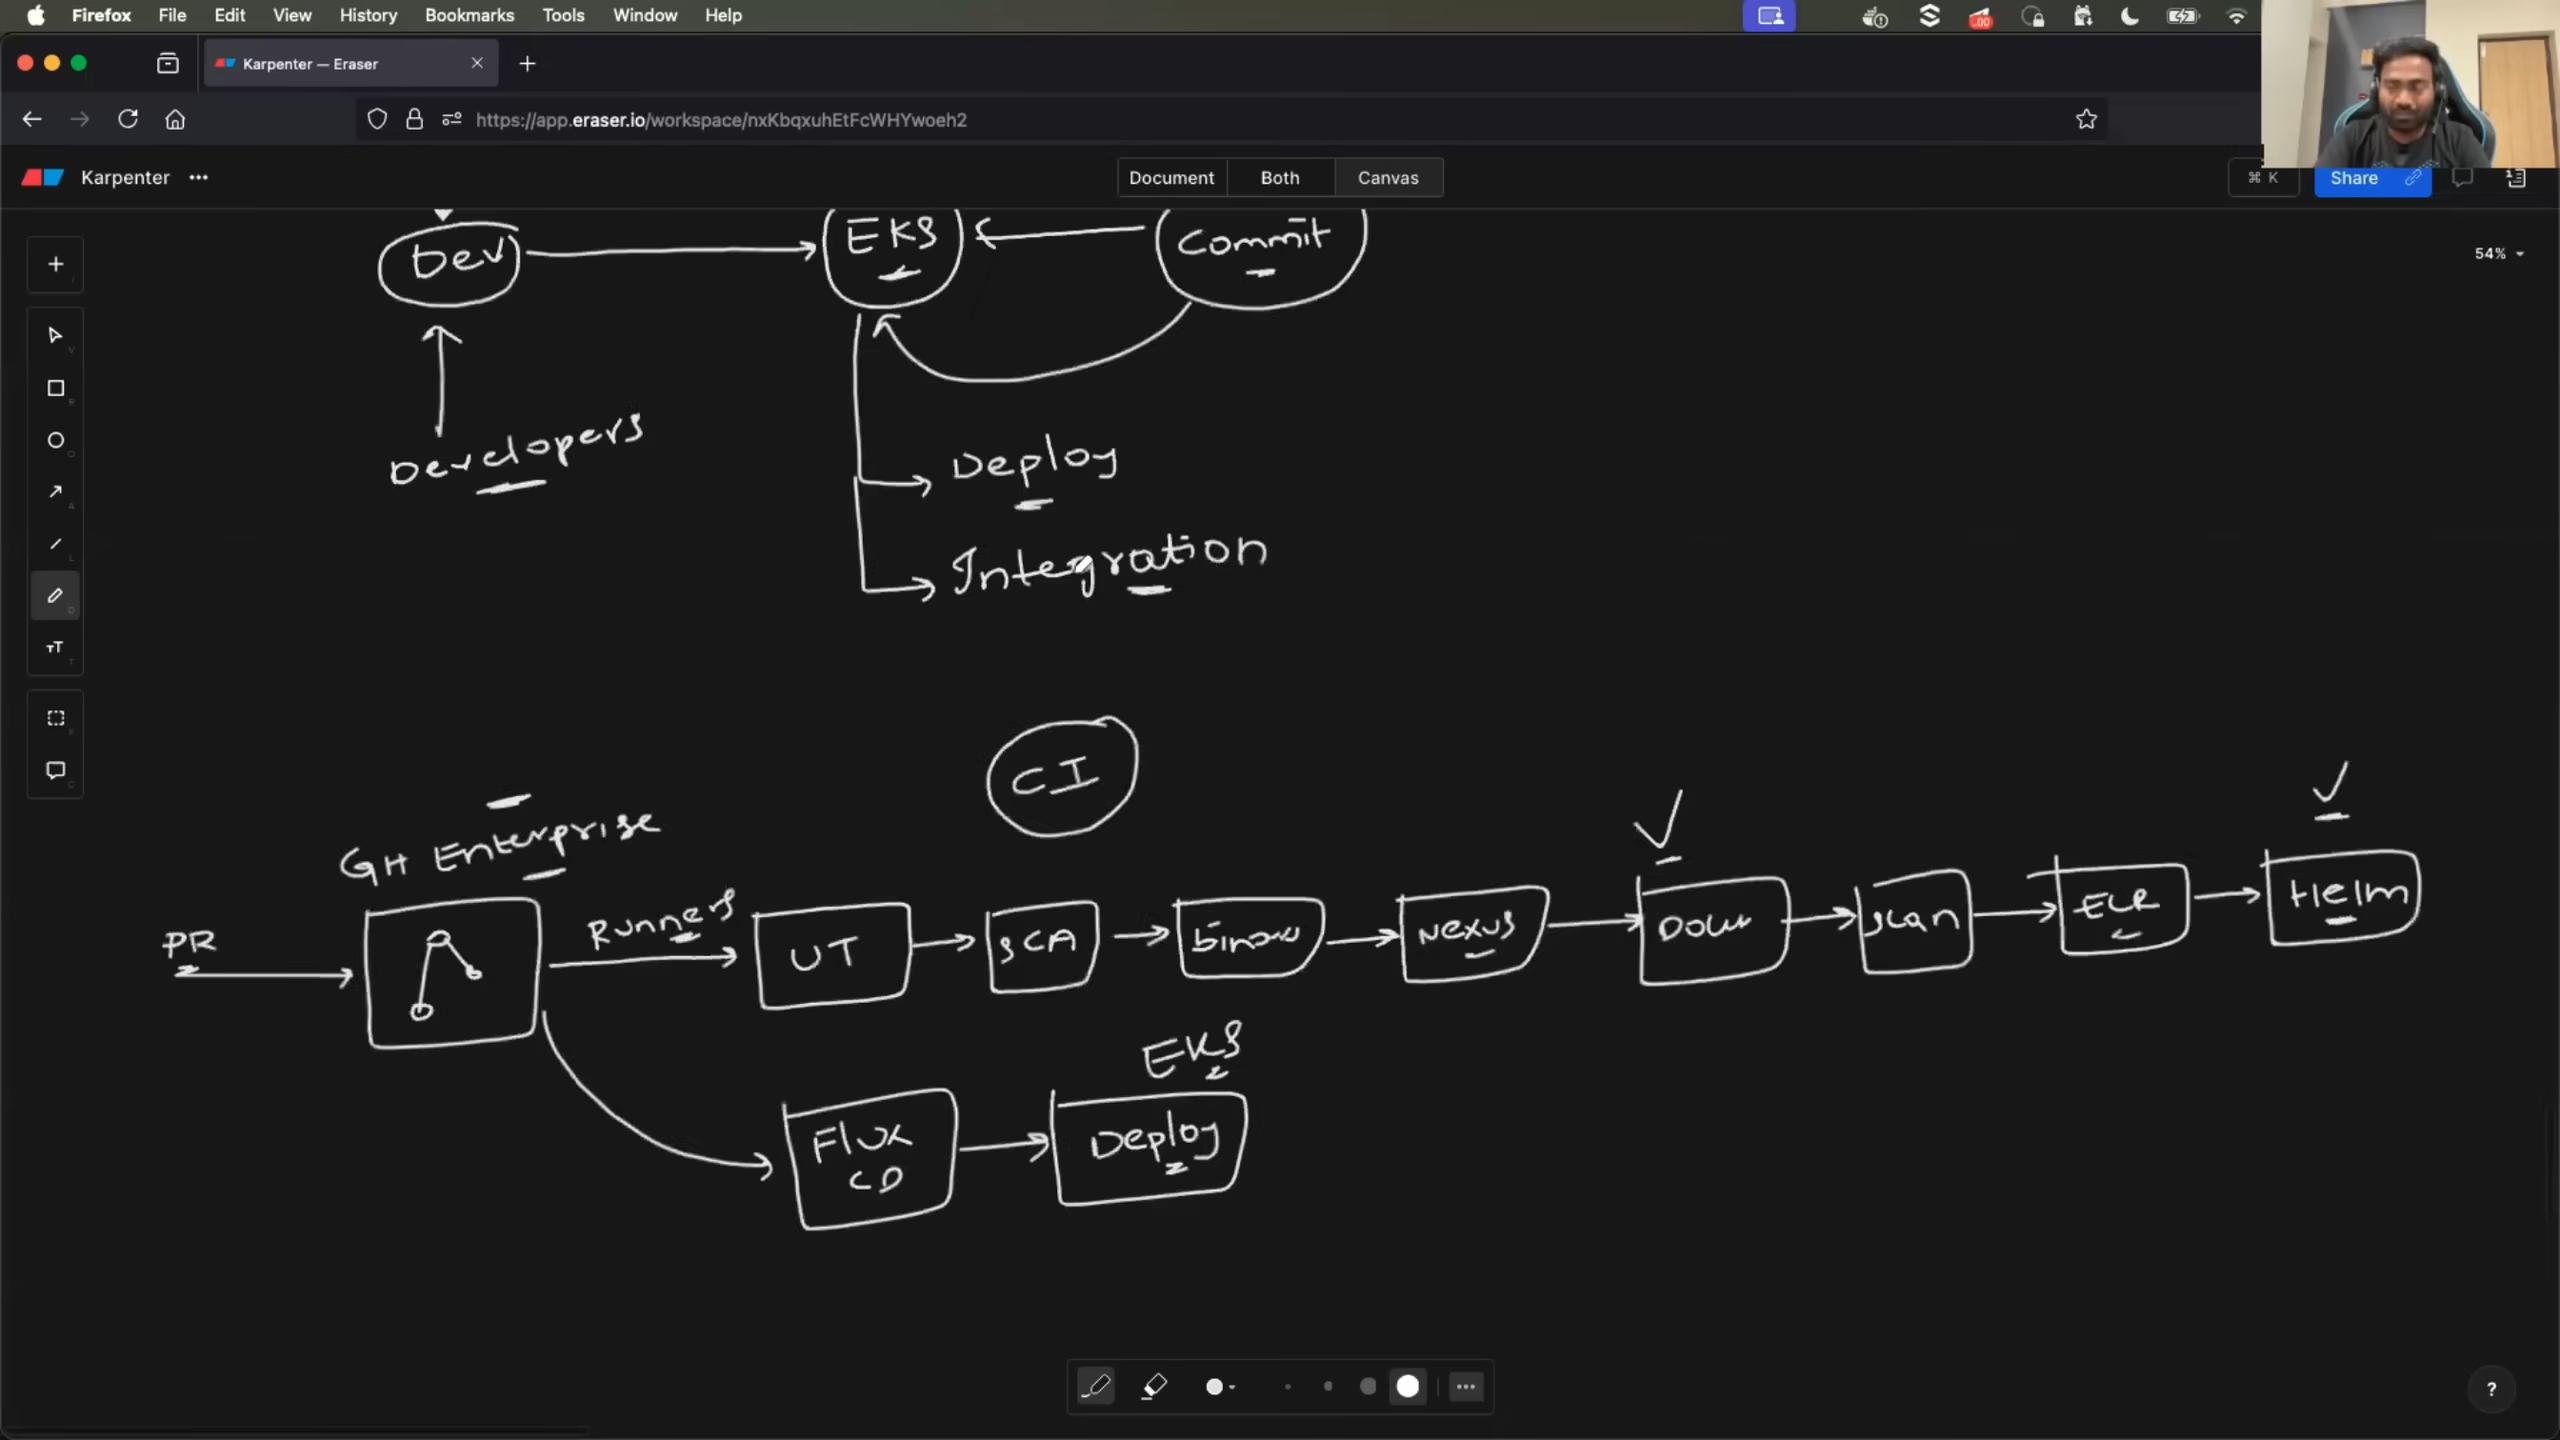 Firefox File Edit View History Bookmarks Tools Window Help
.00
Karpenter — Eraser
https://app.eraser.io/workspace/nxKbqxuhEtFcWHYwoeh2
Karpenter
Document Both Canvas
⌘ K
Share
54%
Dev
EKS
Commit
Developers
Deploy
Integration
CI
GH Enterprise
PR
Runners
UT
SCA
Nexus
Scan
ECR
Helm
EKS
Flux
CD
Deploy
?